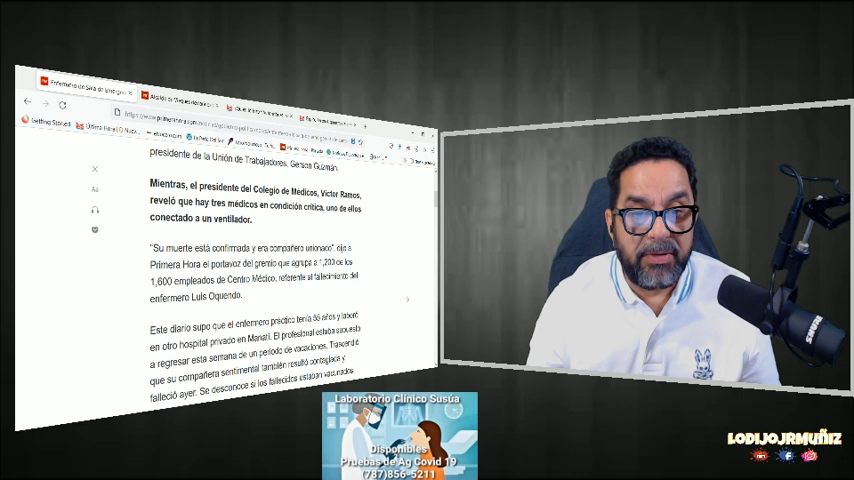 Getting Started
presidente de la Unión de Trabajadores, Gerson Guzmán.
Mientras, el presidente del Colegio de Médicos, Víctor Ramos,
reveló que hay tres médicos en condición crítica, uno de ellos
conectado a un ventilador.
"Su muerte está confirmada y era compañero unionado", dijo a
Primera Hora el portavoz del gremio que agrupa a 1,200 de los
1,600 empleados de Centro Médico, referente al fallecimiento del
enfermero Luis Oquendo.
Este diario supo que el enfermero práctico tenía 55 años y laboró
en otro hospital privado en Manatí. El profesional estaba supuesto
a regresar esta semana de un periodo de vacaciones. Trascendió
que su compañera sentimental también resultó contagiada y
falleció ayer. Se desconoce si los fallecidos estaban vacunados
SHURE
Laboratorio Clínico Susúa
Disponibles
Pruebas de Ag Covid 19
(787)856-5211
LODIJOJRMUÑIZ